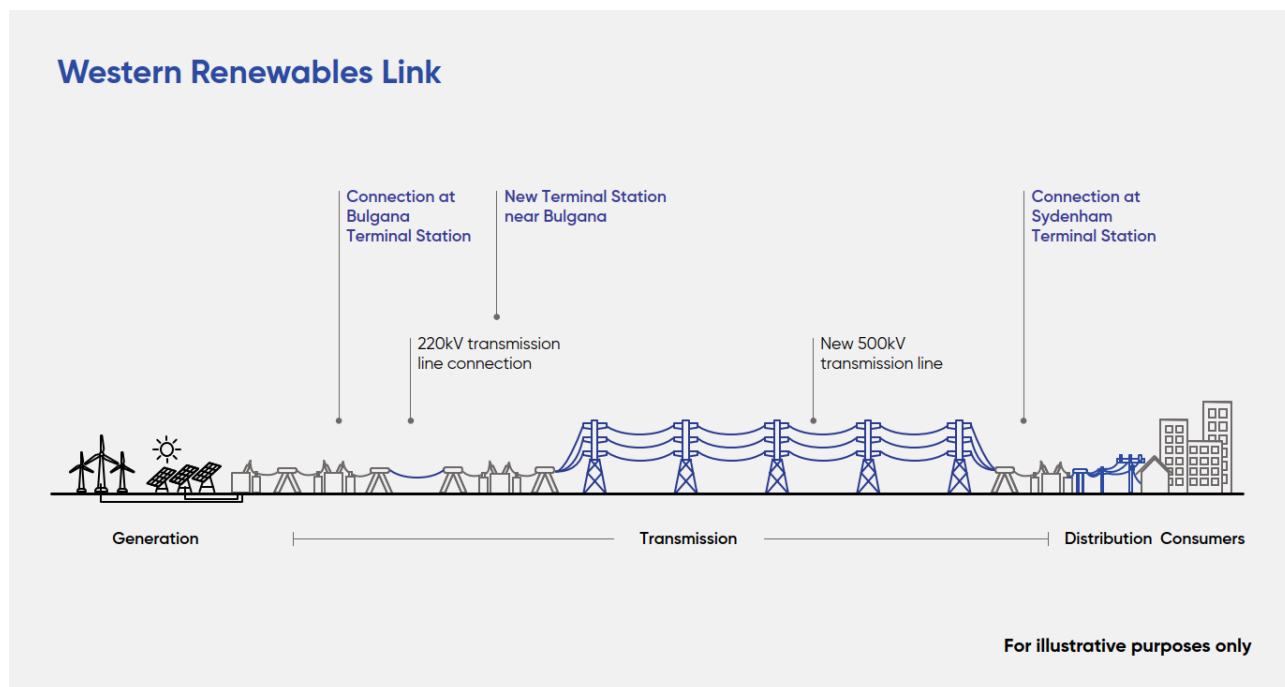 Western Renewables Link
Connection at
Bulgana
Terminal Station
New Terminal Station
near Bulgana
Connection at
Sydenham
Terminal Station
220kV transmission
line connection
New 500kV
transmission line
Generation
Transmission
Distribution
Consumers
For illustrative purposes only